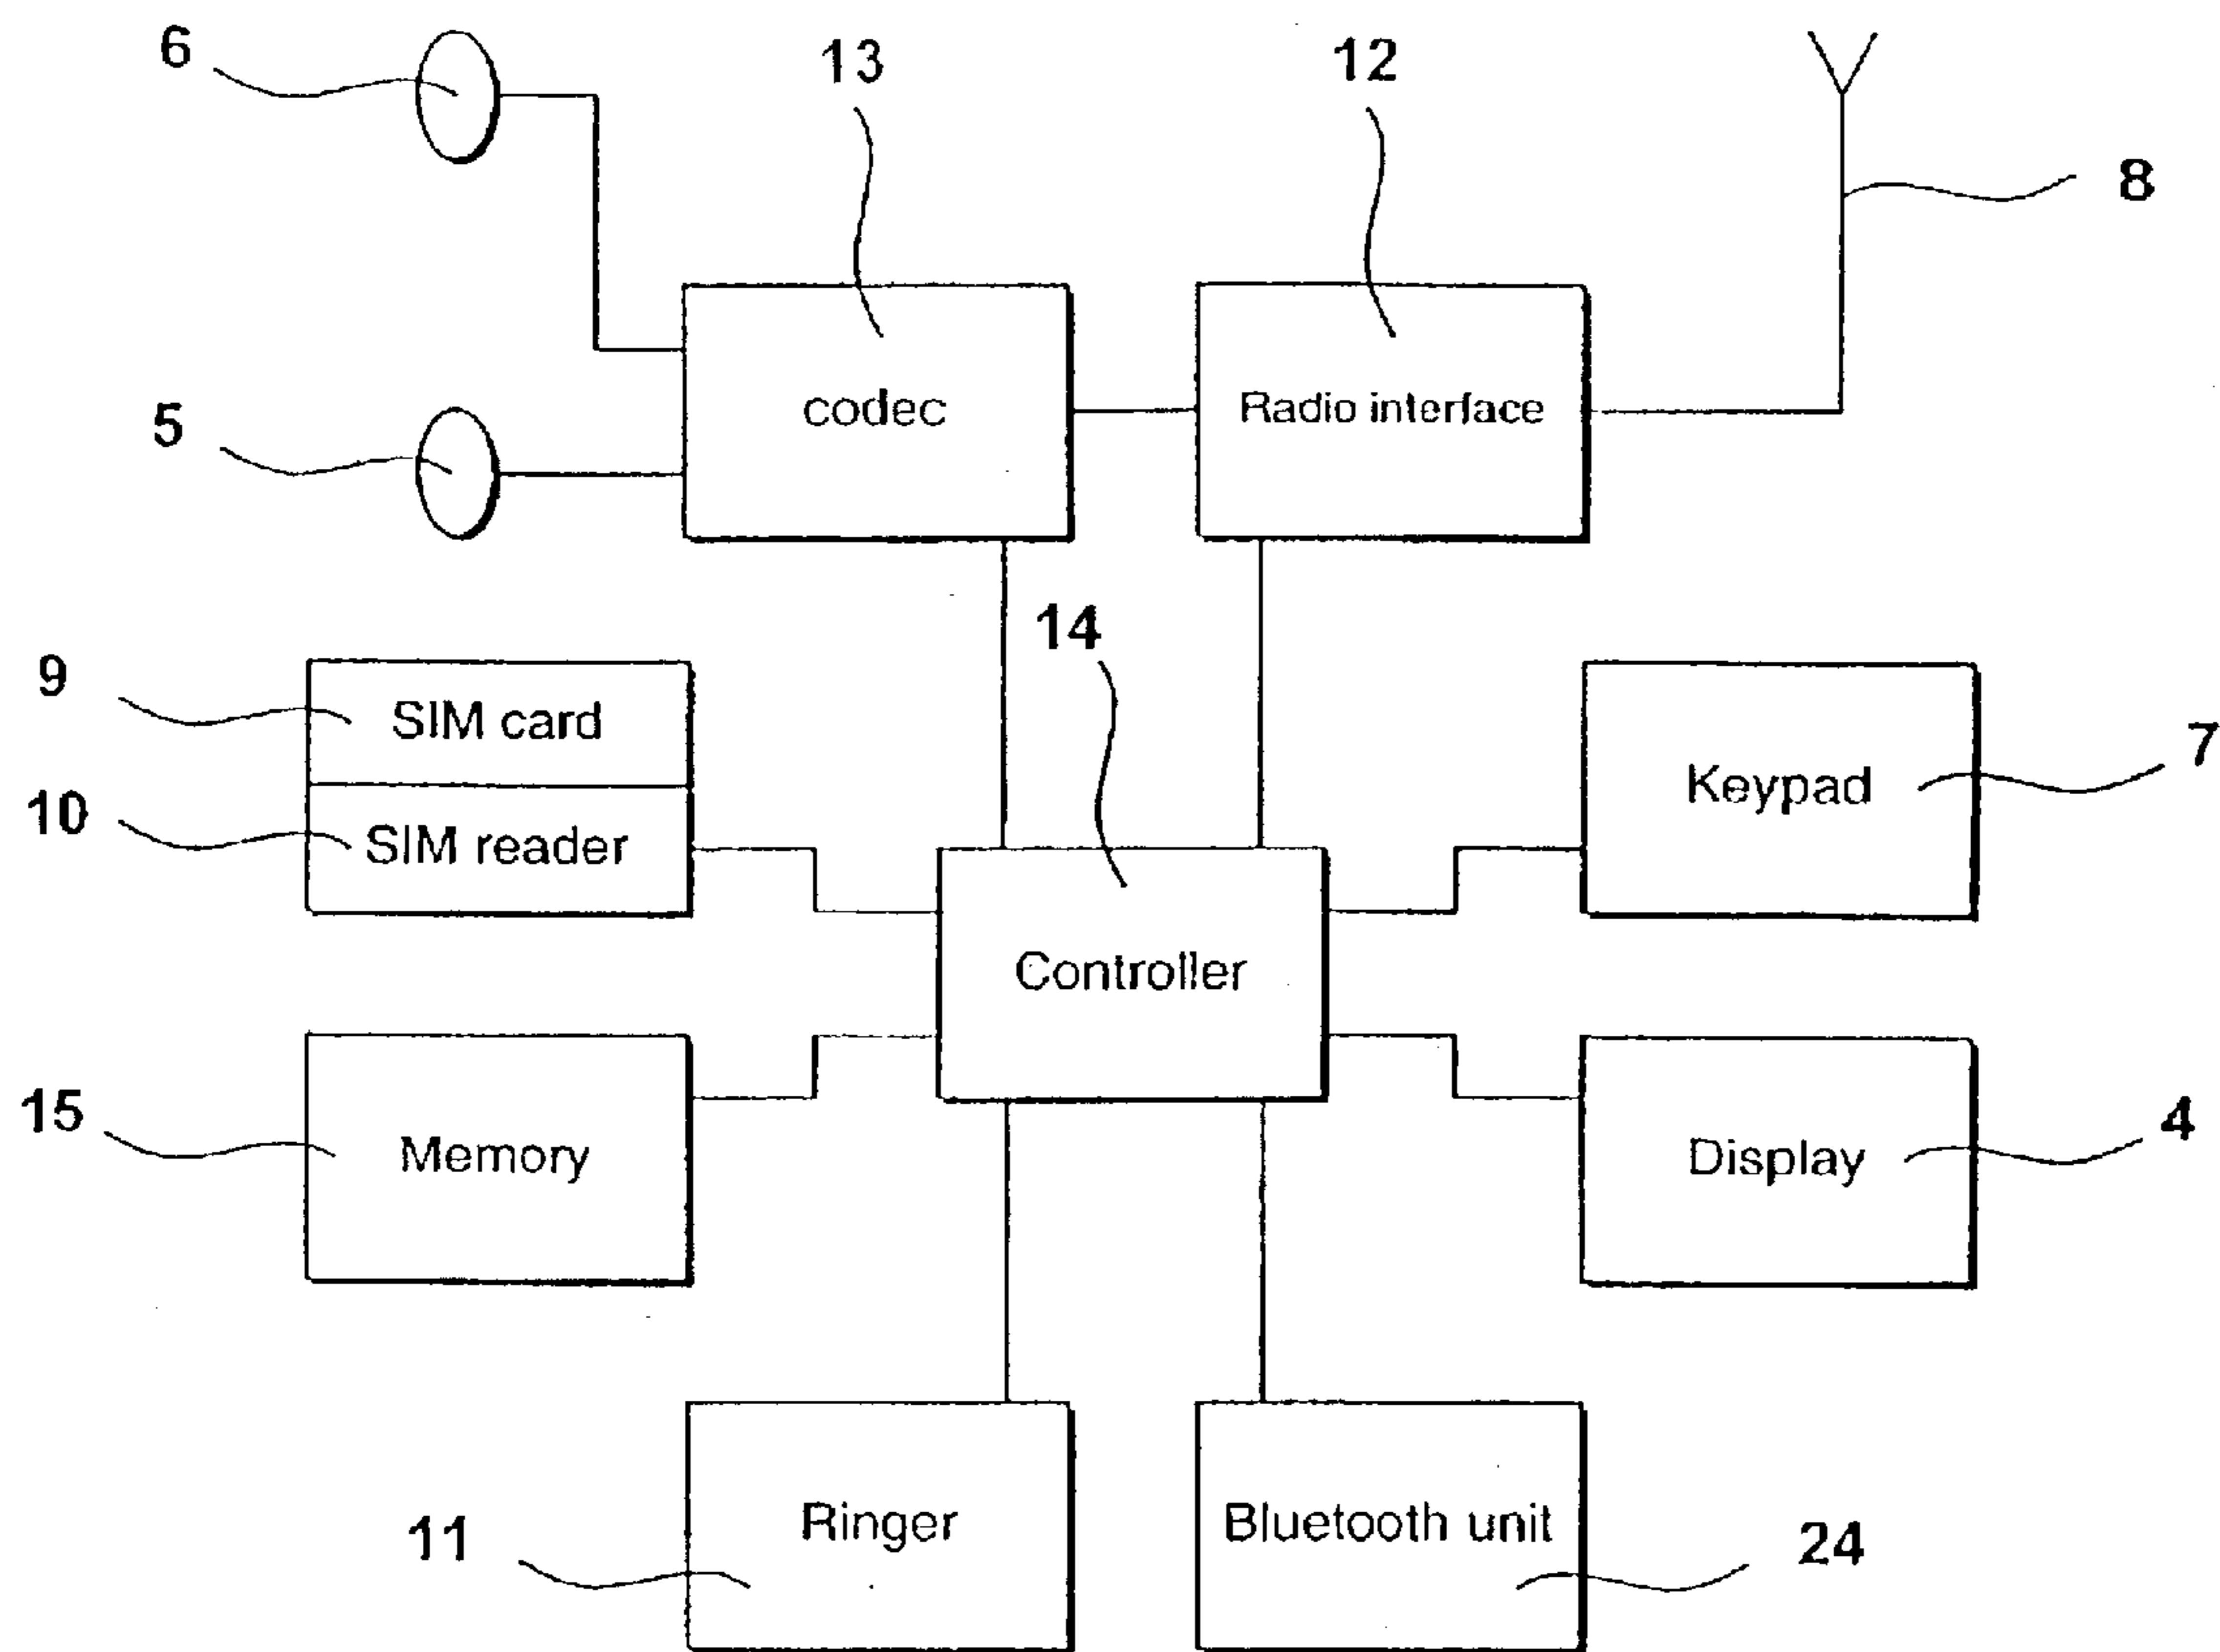 6
13
12
8
5
codec
Radio interface
14
9
SIM card
10
SIM reader
Keypad
7
Controller
15
Memory
Display
4
11
Ringer
Bluetooth unit
24